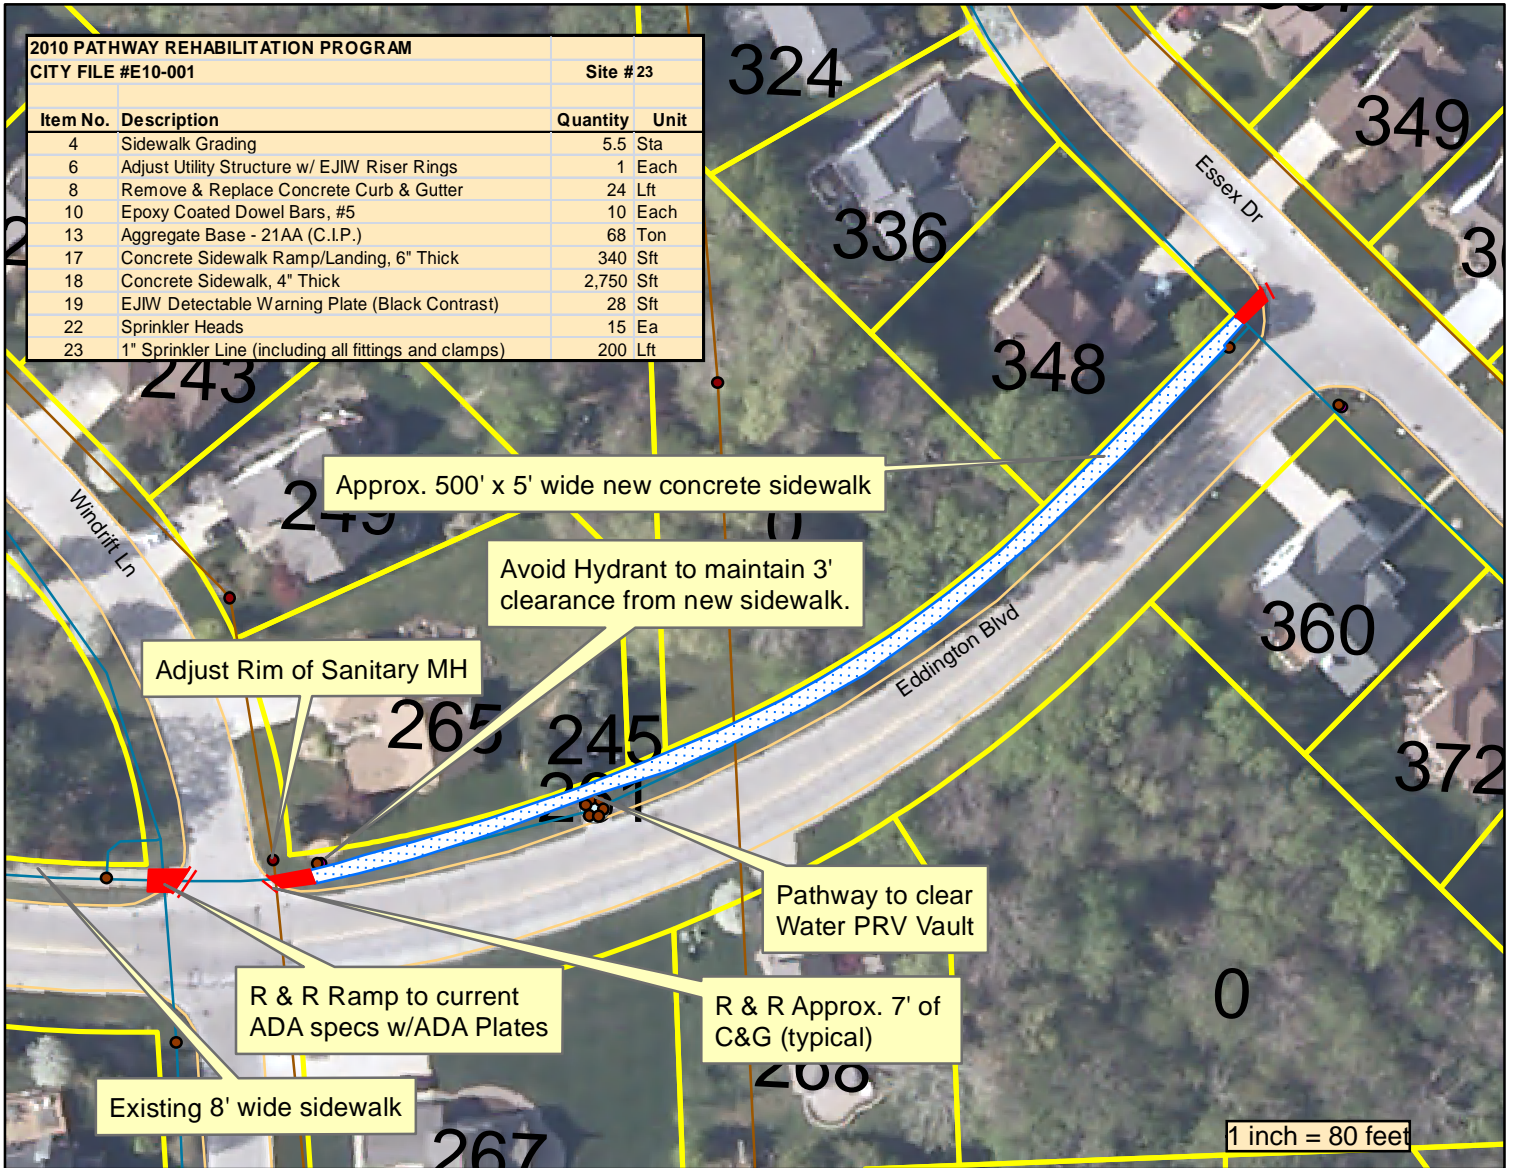 2010 PATHWAY REHABILITATION PROGRAM
CITY FILE #E10-001 Site # 23
Item No. Description Quantity Unit
4 Sidewalk Grading 5.5 Sta
6 Adjust Utility Structure w/ EJIW Riser Rings 1 Each
8 Remove & Replace Concrete Curb & Gutter 24 Lft
10 Epoxy Coated Dowel Bars, #5 10 Each
13 Aggregate Base - 21AA (C.I.P.) 68 Ton
17 Concrete Sidewalk Ramp/Landing, 6" Thick 340 Sft
18 Concrete Sidewalk, 4" Thick 2,750 Sft
19 EJIW Detectable Warning Plate (Black Contrast) 28 Sft
22 Sprinkler Heads 15 Ea
23 1" Sprinkler Line (including all fittings and clamps) 200 Lft
324
349
Essex Dr
336
348
243
Approx. 500' x 5' wide new concrete sidewalk
249
0
Windrift Ln
Avoid Hydrant to maintain 3'
clearance from new sidewalk.
Eddington Blvd
360
Adjust Rim of Sanitary MH
265
245
372
Pathway to clear
Water PRV Vault
R & R Ramp to current
ADA specs w/ADA Plates
R & R Approx. 7' of
C&G (typical)
0
268
Existing 8' wide sidewalk
267
1 inch = 80 feet